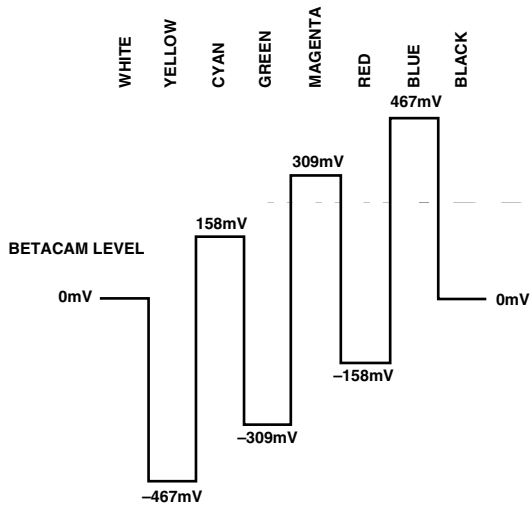 WHITE
YELLOW
CYAN
GREEN
MAGENTA
RED
BLUE
BLACK
467mV
309mV
158mV
BETACAM LEVEL
0mV
0mV
–158mV
–309mV
–467mV